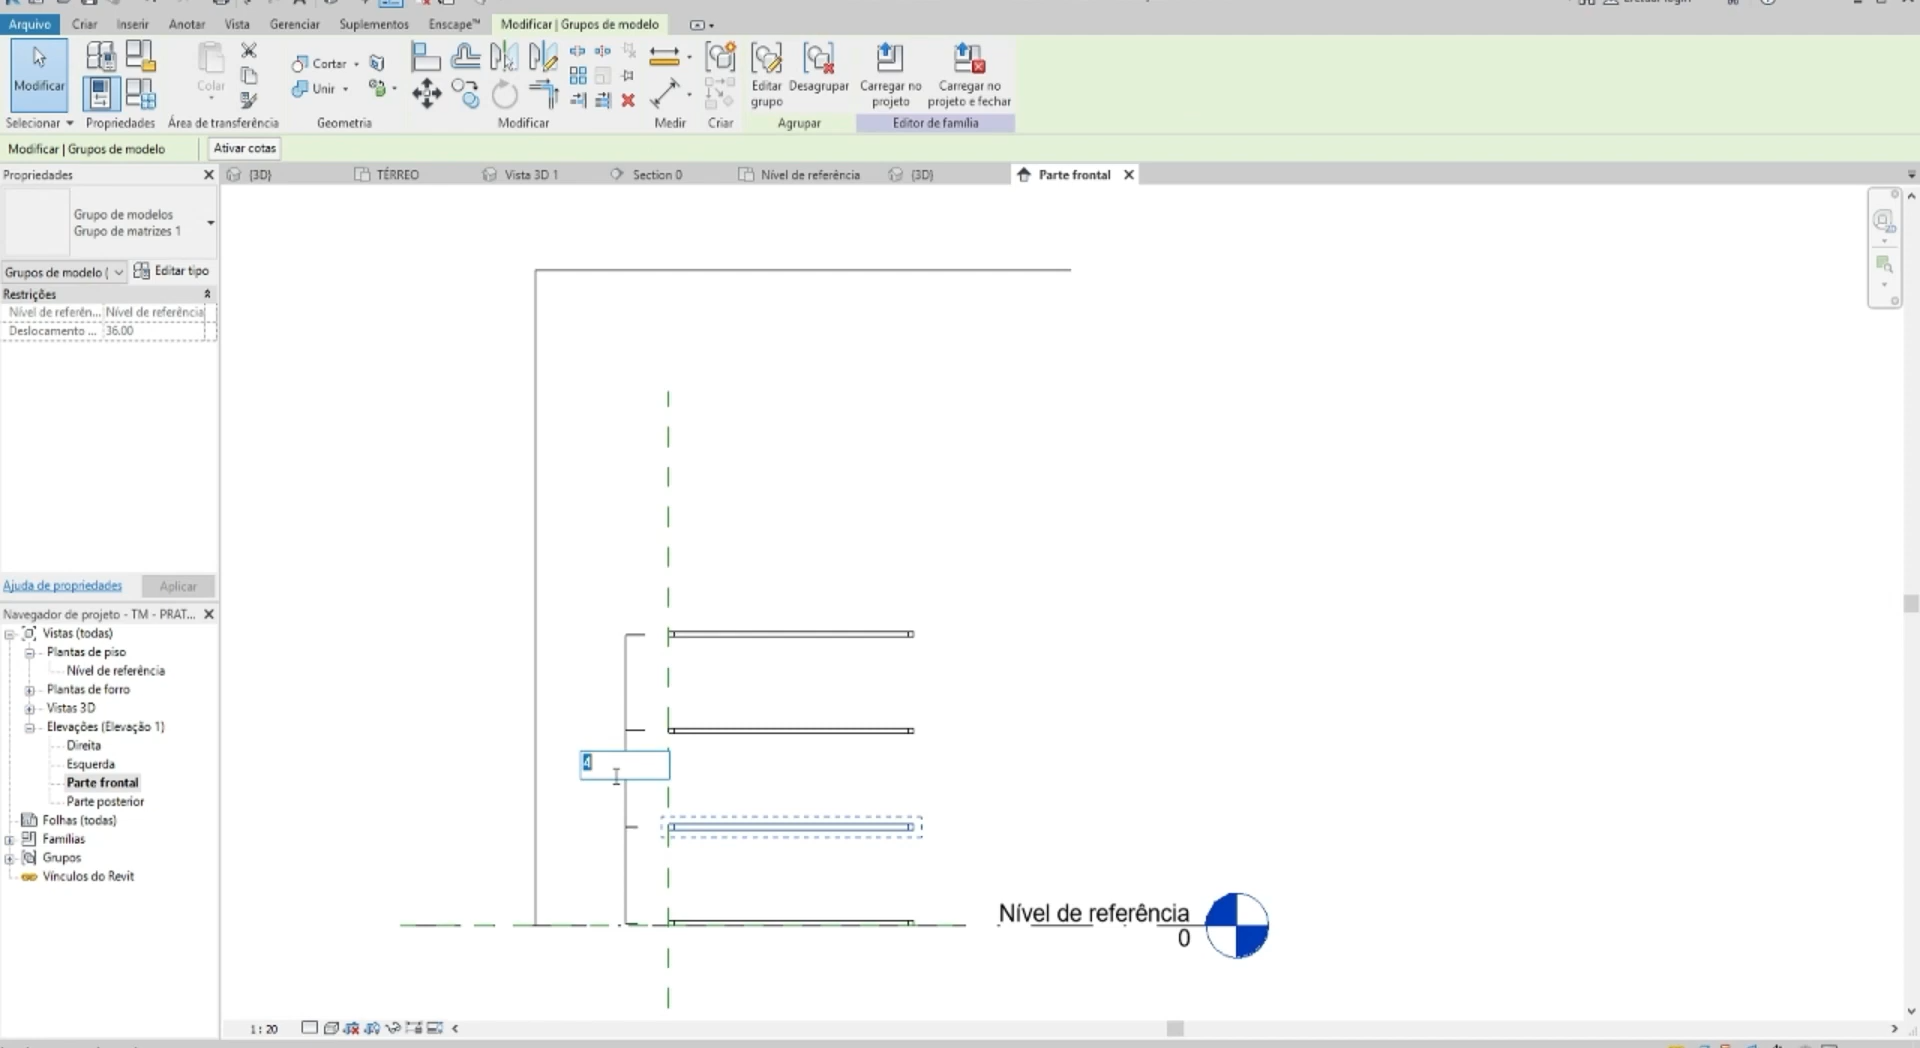 Arquivo Criar Inserir Anotar Vista Gerenciar Suplementos Enscape™ Modificar | Grupos de modelo
Modificar
Colar
Cortar
Unir
Editar grupo
Desagrupar
Carregar no projeto
Carregar no projeto e fechar
Selecionar Propriedades Área de transferência Geometria Modificar Medir Criar Agrupar Editor de família
Modificar | Grupos de modelo Ativar cotas
Propriedades
{3D} TÉRREO Vista 3D 1 Section 0 Nível de referência {3D} Parte frontal
Grupo de modelos
Grupo de matrizes 1
Grupos de modelo ( Editar tipo
Restrições
Nível de referên... Nível de referência
Deslocamento ... 36.00
Ajuda de propriedades Aplicar
Navegador de projeto - TM - PRAT...
Vistas (todas)
Plantas de piso
Nível de referência
Plantas de forro
Vistas 3D
Elevações (Elevação 1)
Direita
Esquerda
Parte frontal
Parte posterior
Folhas (todas)
Famílias
Grupos
Vínculos do Revit
4
Nível de referência
0
1 : 20